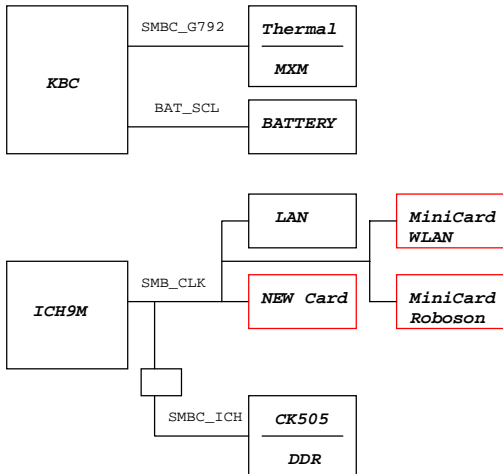 SMBC_G792
Thermal
MXM
KBC
BAT_SCL
BATTERY
LAN
MiniCard
WLAN
SMB_CLK
ICH9M
NEW Card
MiniCard
Roboson
SMBC_ICH
CK505
DDR